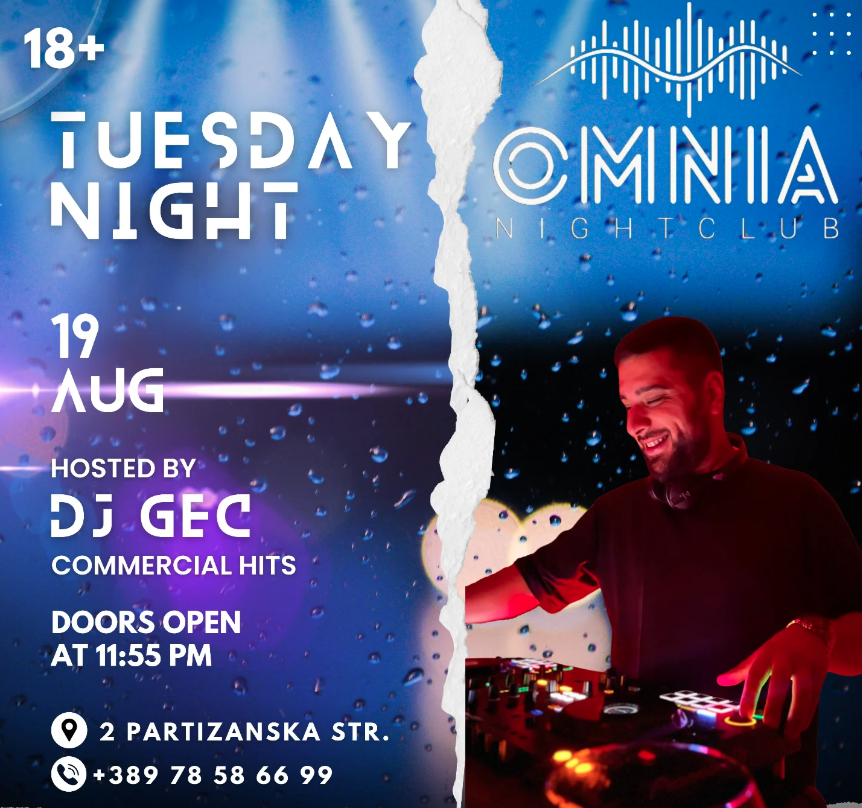 18+
TUESDAY
NIGHT
OMNIA
NIGHTCLUB
19
AUG
HOSTED BY
DJ GEC
COMMERCIAL HITS
DOORS OPEN
AT 11:55 PM
2 PARTIZANSKA STR.
+389 78 58 66 99